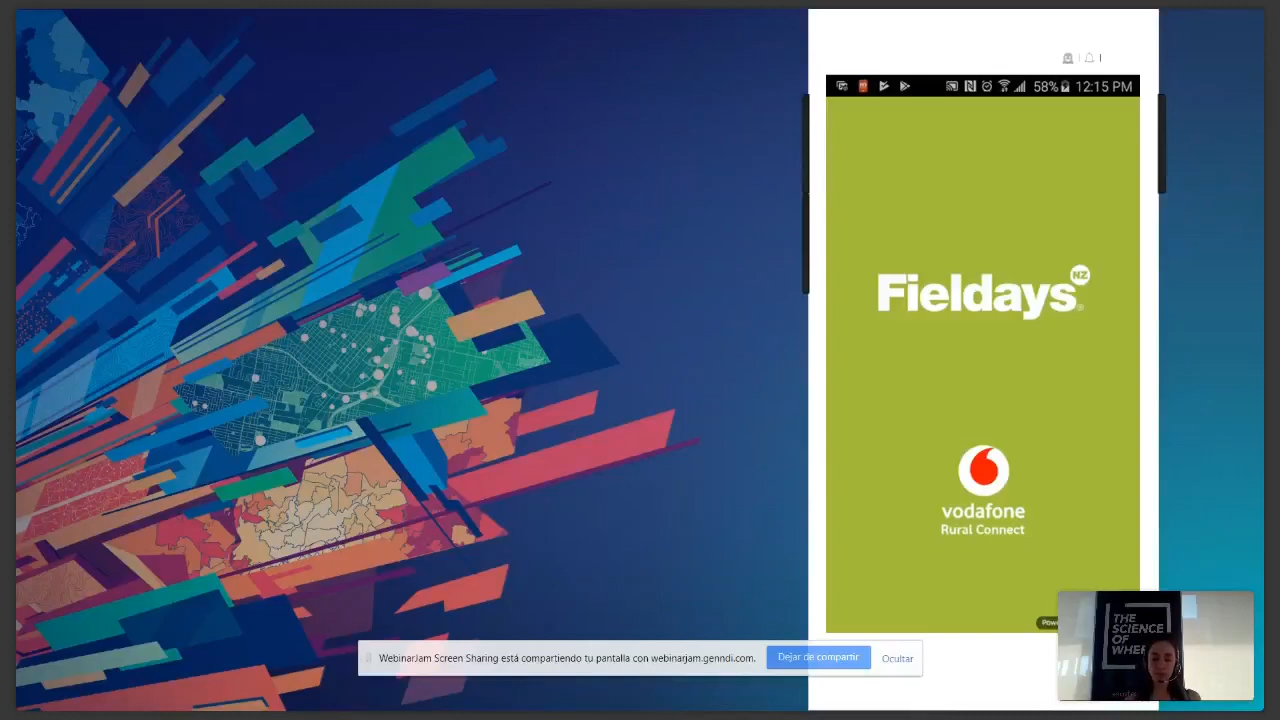 58% 12:15 PM
Fieldays NZ
vodafone
Rural Connect
THE
SCIENCE
OF
WHERE
WebinarJam Screen Sharing está compartiendo tu pantalla con webinarjam.genndi.com.
Dejar de compartir
Ocultar